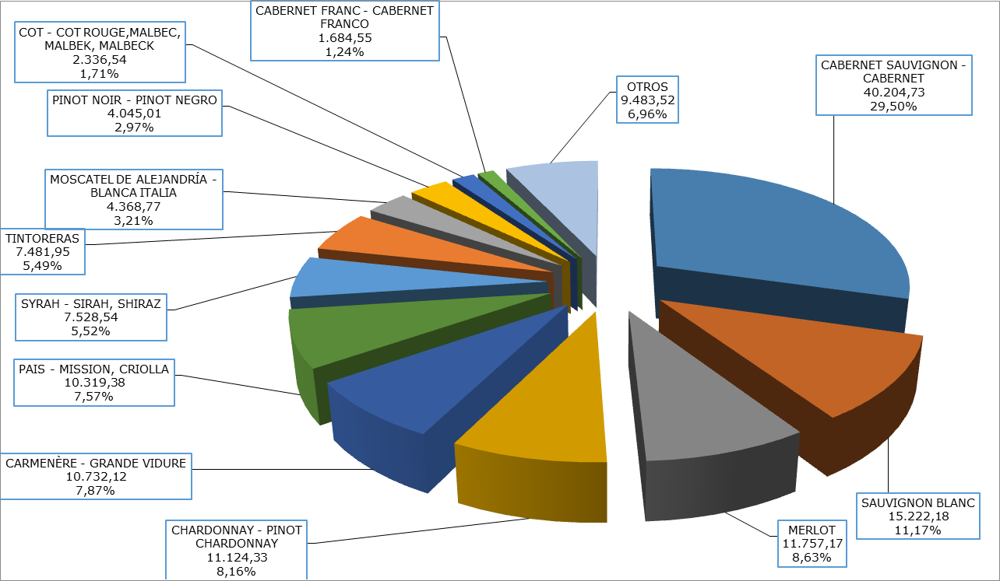 CABERNET FRANC - CABERNET
FRANCO
1.684,55
1,24%
COT - COT ROUGE,MALBEC,
MALBEK, MALBECK
2.336,54
1,71%
CABERNET SAUVIGNON -
CABERNET
40.204,73
29,50%
OTROS
9.483,52
6,96%
PINOT NOIR - PINOT NEGRO
4.045,01
2,97%
MOSCATEL DE ALEJANDRÍA -
BLANCA ITALIA
4.368,77
3,21%
TINTORERAS
7.481,95
5,49%
SYRAH - SIRAH, SHIRAZ
7.528,54
5,52%
PAIS - MISSION, CRIOLLA
10.319,38
7,57%
CARMENÈRE - GRANDE VIDURE
10.732,12
7,87%
CHARDONNAY - PINOT
CHARDONNAY
11.124,33
8,16%
MERLOT
11.757,17
8,63%
SAUVIGNON BLANC
15.222,18
11,17%